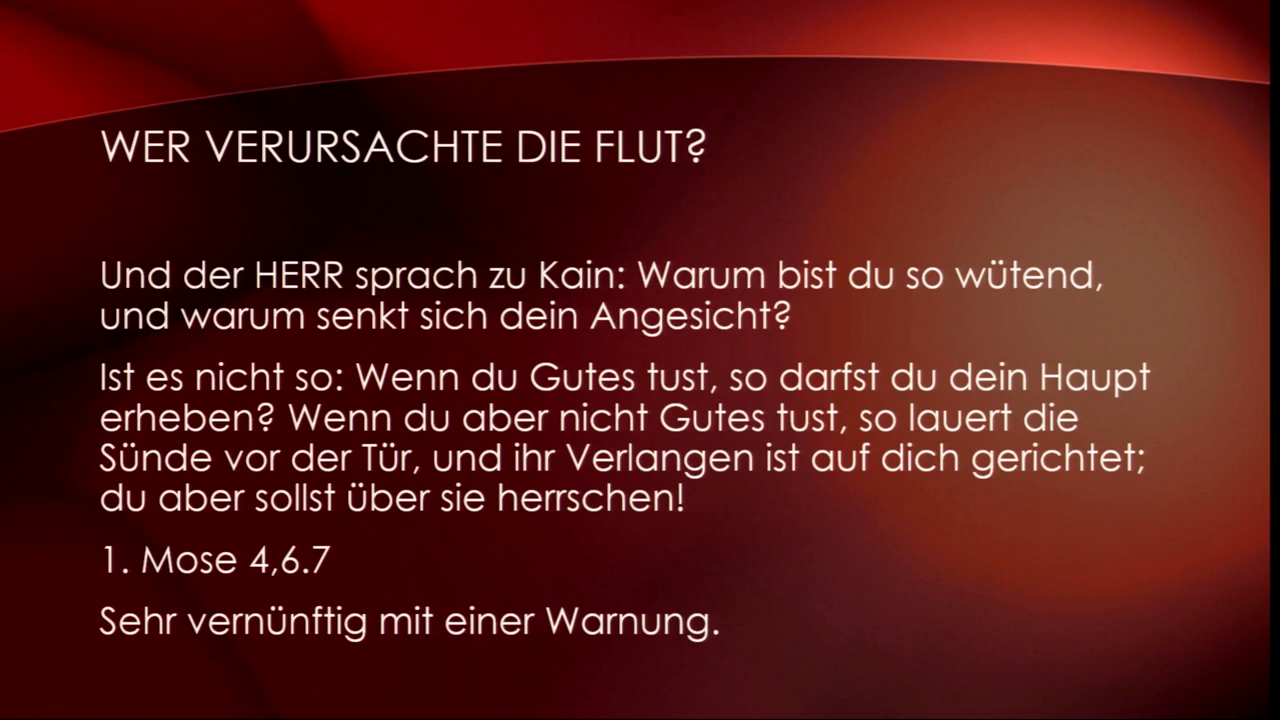 WER VERURSACHTE DIE FLUT?
Und der HERR sprach zu Kain: Warum bist du so wütend,
und warum senkt sich dein Angesicht?
Ist es nicht so: Wenn du Gutes tust, so darfst du dein Haupt
erheben? Wenn du aber nicht Gutes tust, so lauert die
Sünde vor der Tür, und ihr Verlangen ist auf dich gerichtet;
du aber sollst über sie herrschen!
1. Mose 4,6.7
Sehr vernünftig mit einer Warnung.